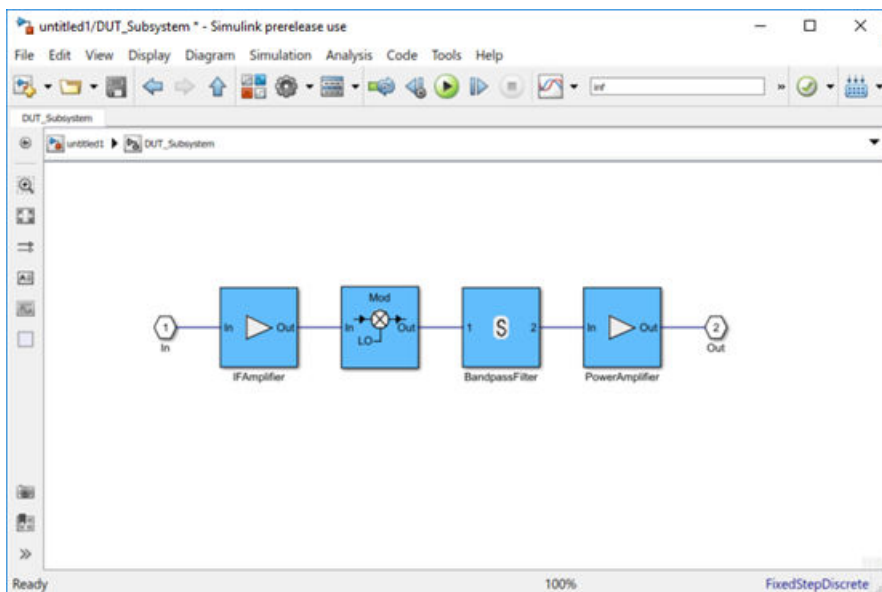 untitled1/DUT_Subsystem * - Simulink prerelease use
File Edit View Display Diagram Simulation Analysis Code Tools Help
inf
»
DUT_Subsystem
untitled1 DUT_Subsystem
Mod
1 In Out In Out 1 S 2 In Out 2
LO
In Out
IFAmplifier BandpassFilter PowerAmplifier
»
Ready 100% FixedStepDiscrete